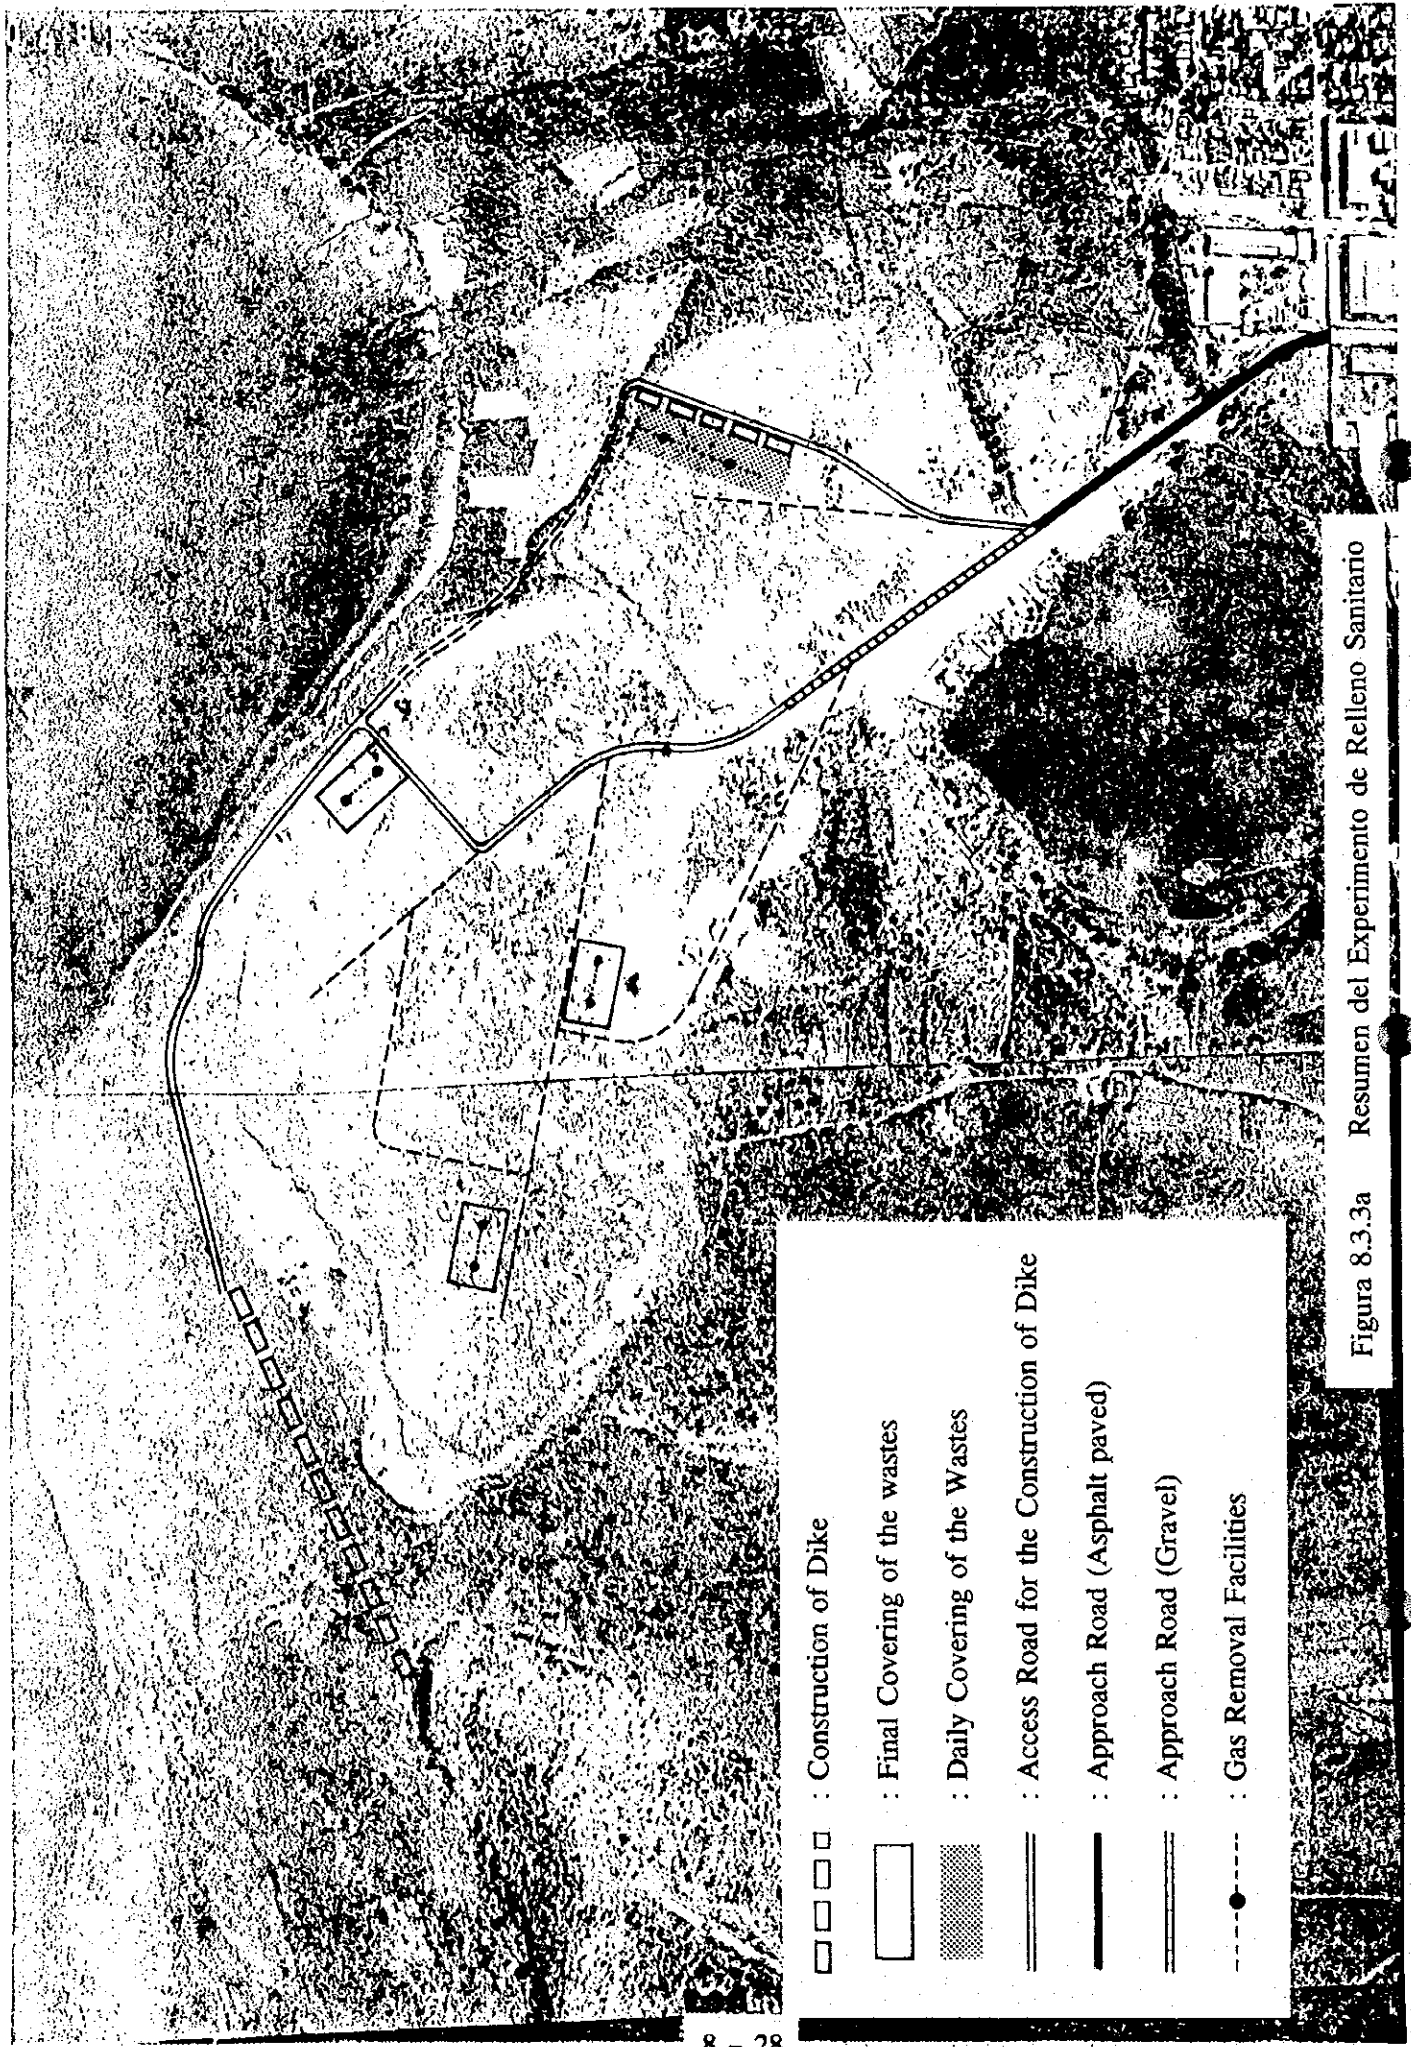 : Construction of Dike
: Final Covering of the wastes
: Daily Covering of the Wastes
: Access Road for the Construction of Dike
: Approach Road (Asphalt paved)
: Approach Road (Gravel)
: Gas Removal Facilities
Figura 8.3.3a Resumen del Experimento de Relleno Sanitario
8 - 28